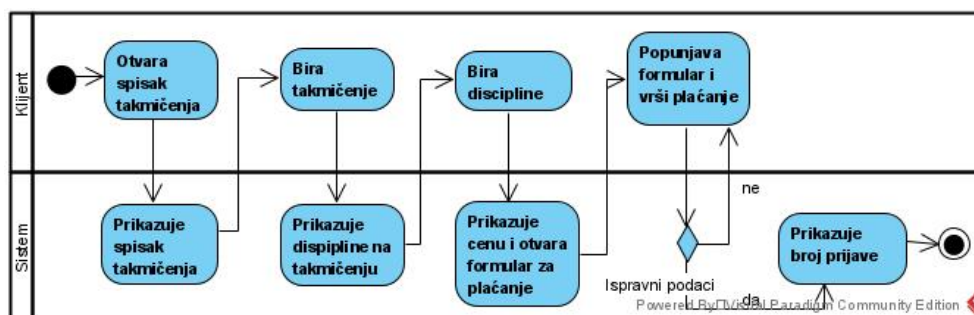 Klijent
Otvara
spisak
takmičenja
Bira
takmičenje
Bira
discipline
Popunjava
formular i
vrši plaćanje
Sistem
Prikazuje
spisak
takmičenja
Prikazuje
dispipline na
takmičenju
Prikazuje
cenu i otvara
formular za
plaćanje
ne
Ispravni podaci
da
Prikazuje
broj prijave
Powered By Visual Paradigm Community Edition